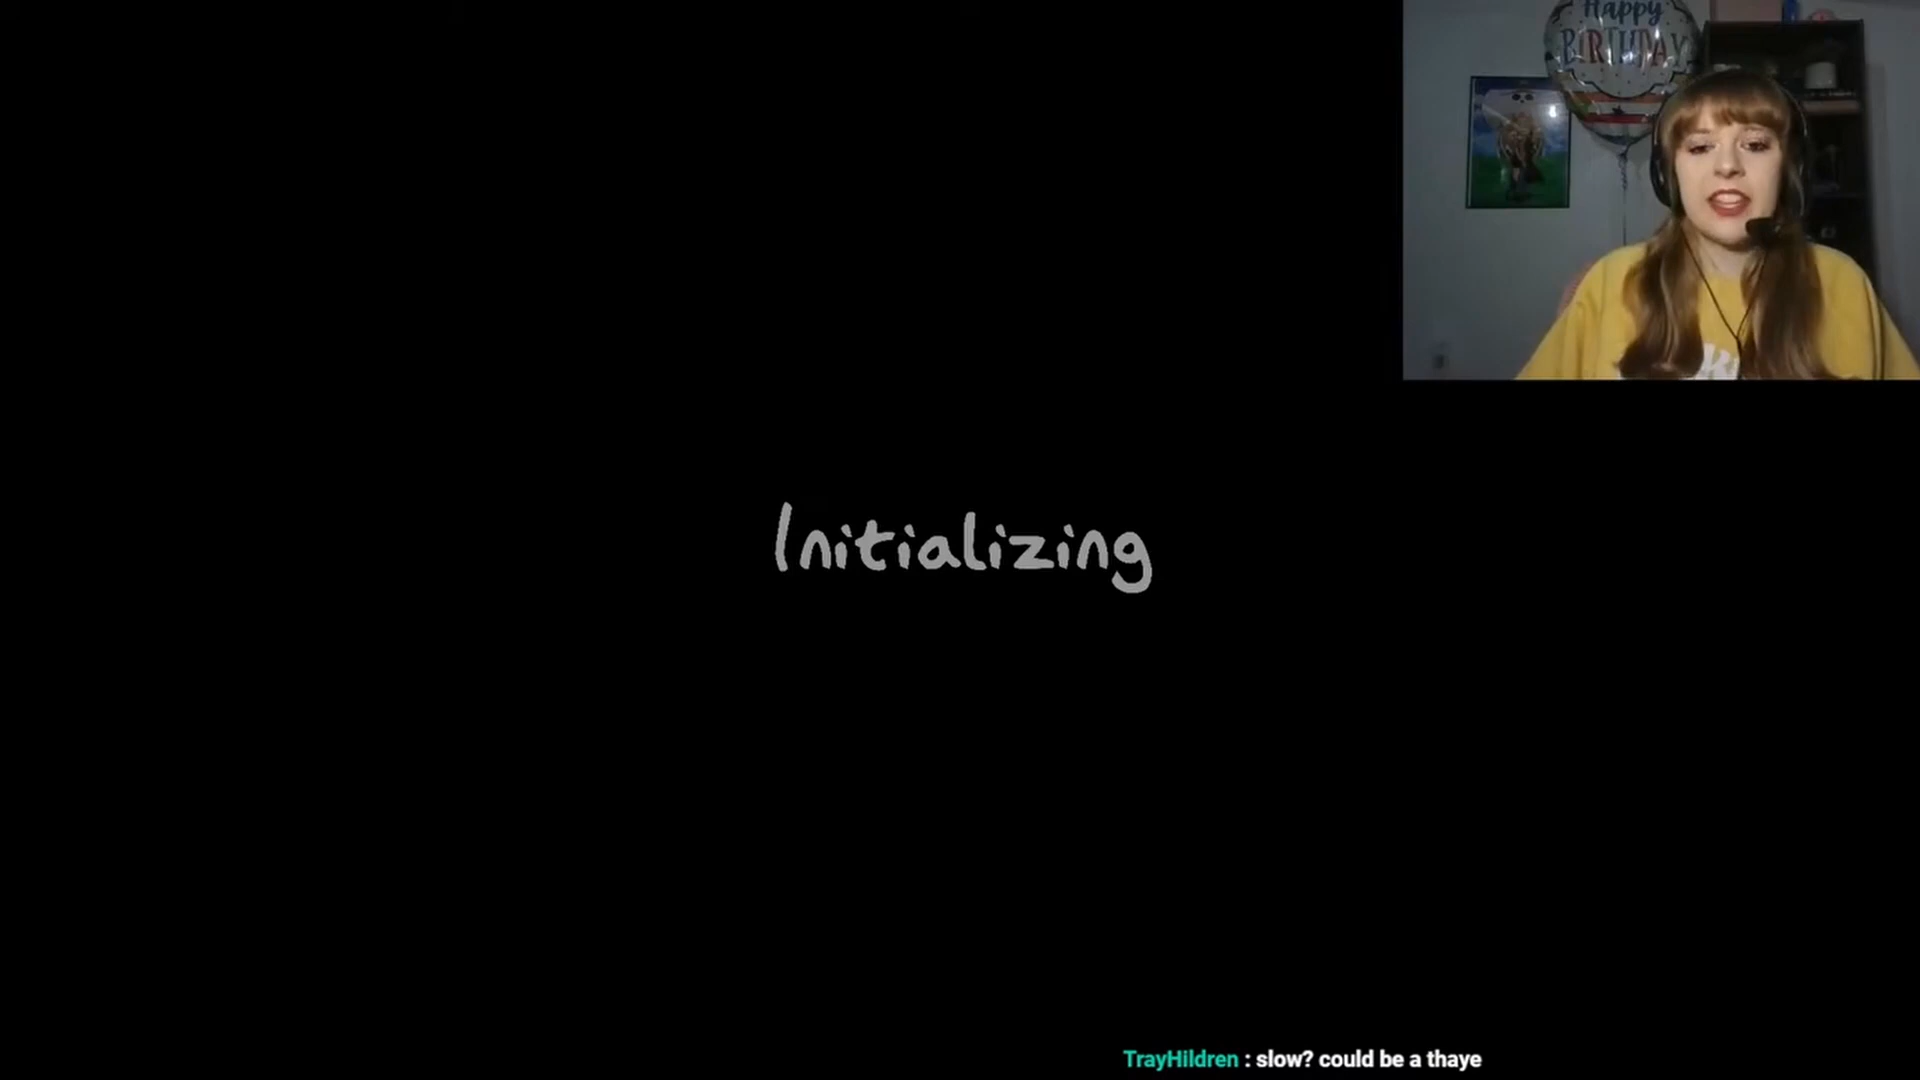 Happy
BIRTHDAY
Initializing
TrayHildren : slow? could be a thaye